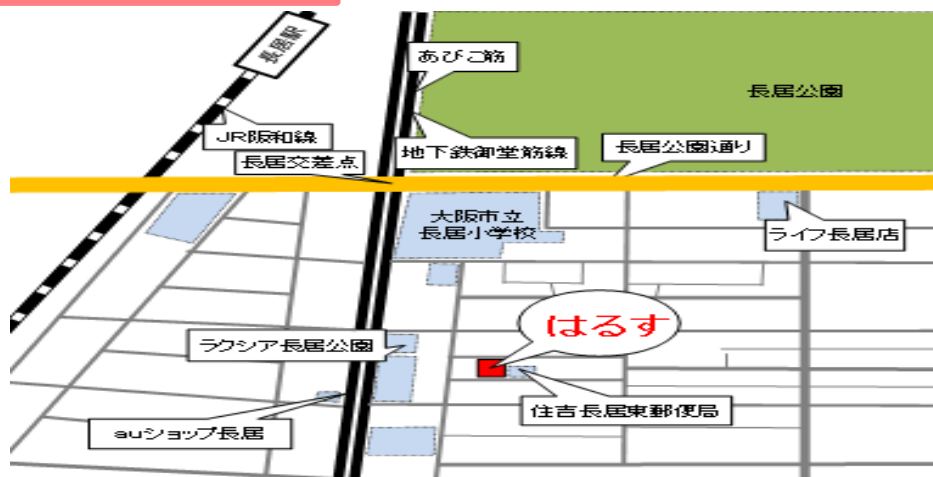 長居駅
あびこ筋
長居公園
JR阪和線
地下鉄御堂筋線
長居公園通り
長居交差点
大阪市立
長居小学校
ライフ長居店
はるす
ラクシア長居公園
住吉長居東郵便局
auショップ長居